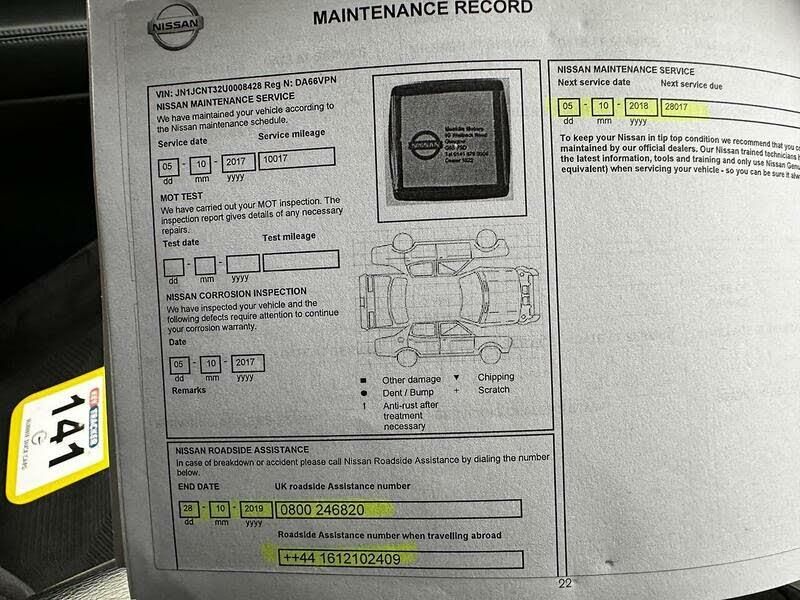 MAINTENANCE RECORD
NISSAN
VIN: JN1JCNT32U0008428 Reg N: DA66VPN
NISSAN MAINTENANCE SERVICE
We have maintained your vehicle according to
the Nissan maintenance schedule.
Service date Service mileage
05 - 10 - 2017 10017
dd mm yyyy
MOT TEST
We have carried out your MOT inspection. The
inspection report gives details of any necessary
repairs.
Test date Test mileage
- -
dd mm yyyy
NISSAN CORROSION INSPECTION
We have inspected your vehicle and the
following defects require attention to continue
your corrosion warranty.
Date
05 - 10 - 2017
dd mm yyyy
Remarks
NISSAN
Glasgow
■ Other damage ▼ Chipping
● Dent / Bump + Scratch
! Anti-rust after
treatment
necessary
NISSAN ROADSIDE ASSISTANCE
In case of breakdown or accident please call Nissan Roadside Assistance by dialing the number
below.
END DATE UK roadside Assistance number
28 - 10 - 2019 0800 246820
dd mm yyyy
Roadside Assistance number when travelling abroad
++44 1612102409
NISSAN MAINTENANCE SERVICE
Next service date Next service due
05 - 10 - 2018 28017
dd mm yyyy
To keep your Nissan in tip top condition we recommend that you
maintained by our official dealers. Our Nissan trained technicians
the latest information, tools and training and only use Nissan
equivalent) when servicing your vehicle - so you can be sure it
22
141
TRACKER